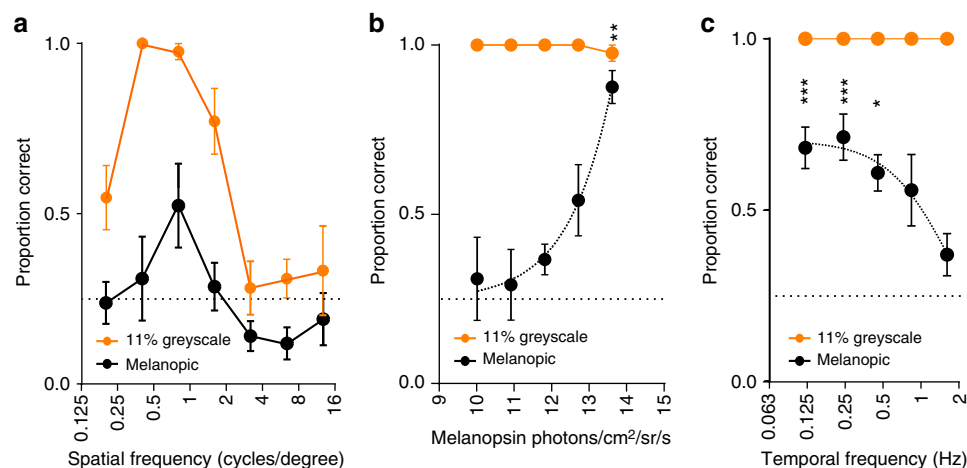 a
Proportion correct
1.0
0.5
0.0
11% greyscale
Melanopic
0.125
0.25
0.5
1
2
4
8
16
Spatial frequency (cycles/degree)
b
Proportion correct
1.0
0.5
0.0
**
11% greyscale
Melanopic
9
10
11
12
13
14
15
Melanopsin photons/cm²/sr/s
c
Proportion correct
1.0
0.5
0.0
***
***
*
11% greyscale
Melanopic
0.063
0.125
0.25
0.5
1
2
Temporal frequency (Hz)